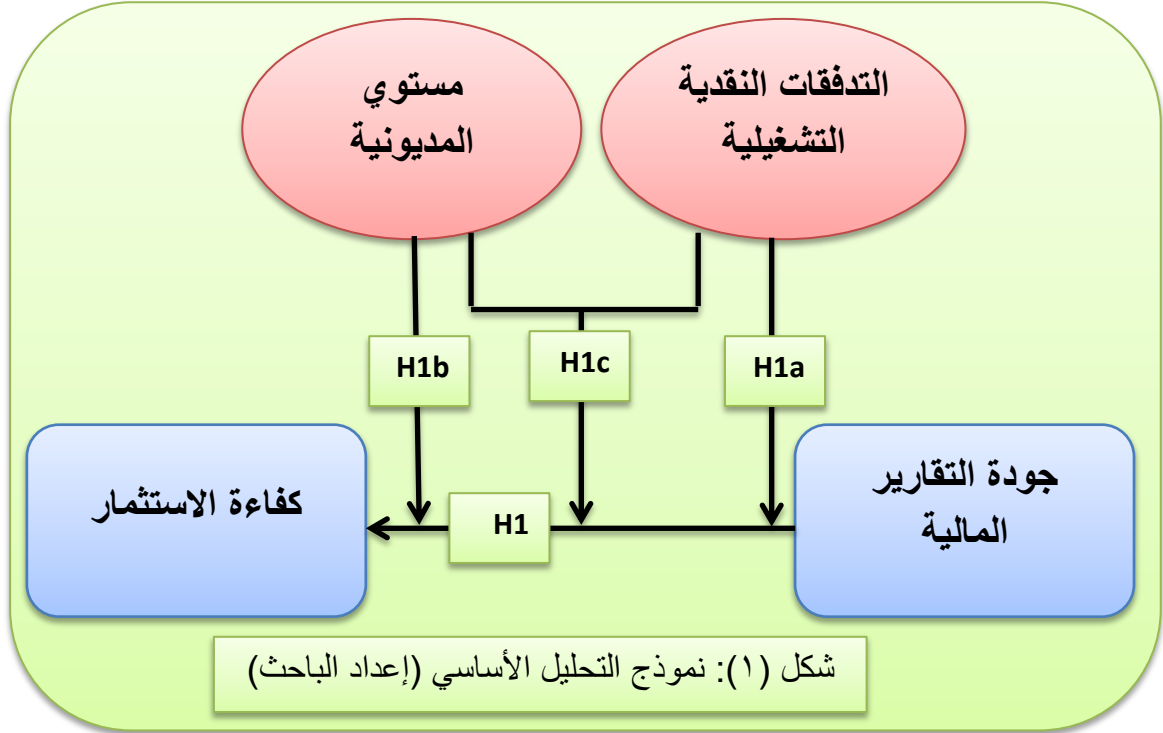 التدفقات النقدية
التشغيلية
مستوي
المديونية
H1a
H1c
H1b
جودة التقارير
المالية
H1
كفاءة الاستثمار
شكل (١): نموذج التحليل الأساسي (إعداد الباحث)